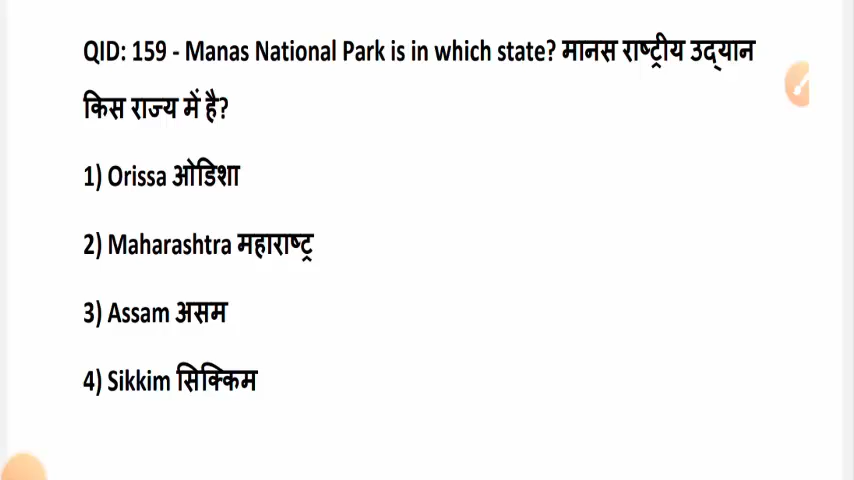 QID: 159 - Manas National Park is in which state? मानस राष्ट्रीय उद्यान
किस राज्य में है?
1) Orissa ओडिशा
2) Maharashtra महाराष्ट्र
3) Assam असम
4) Sikkim सिक्किम